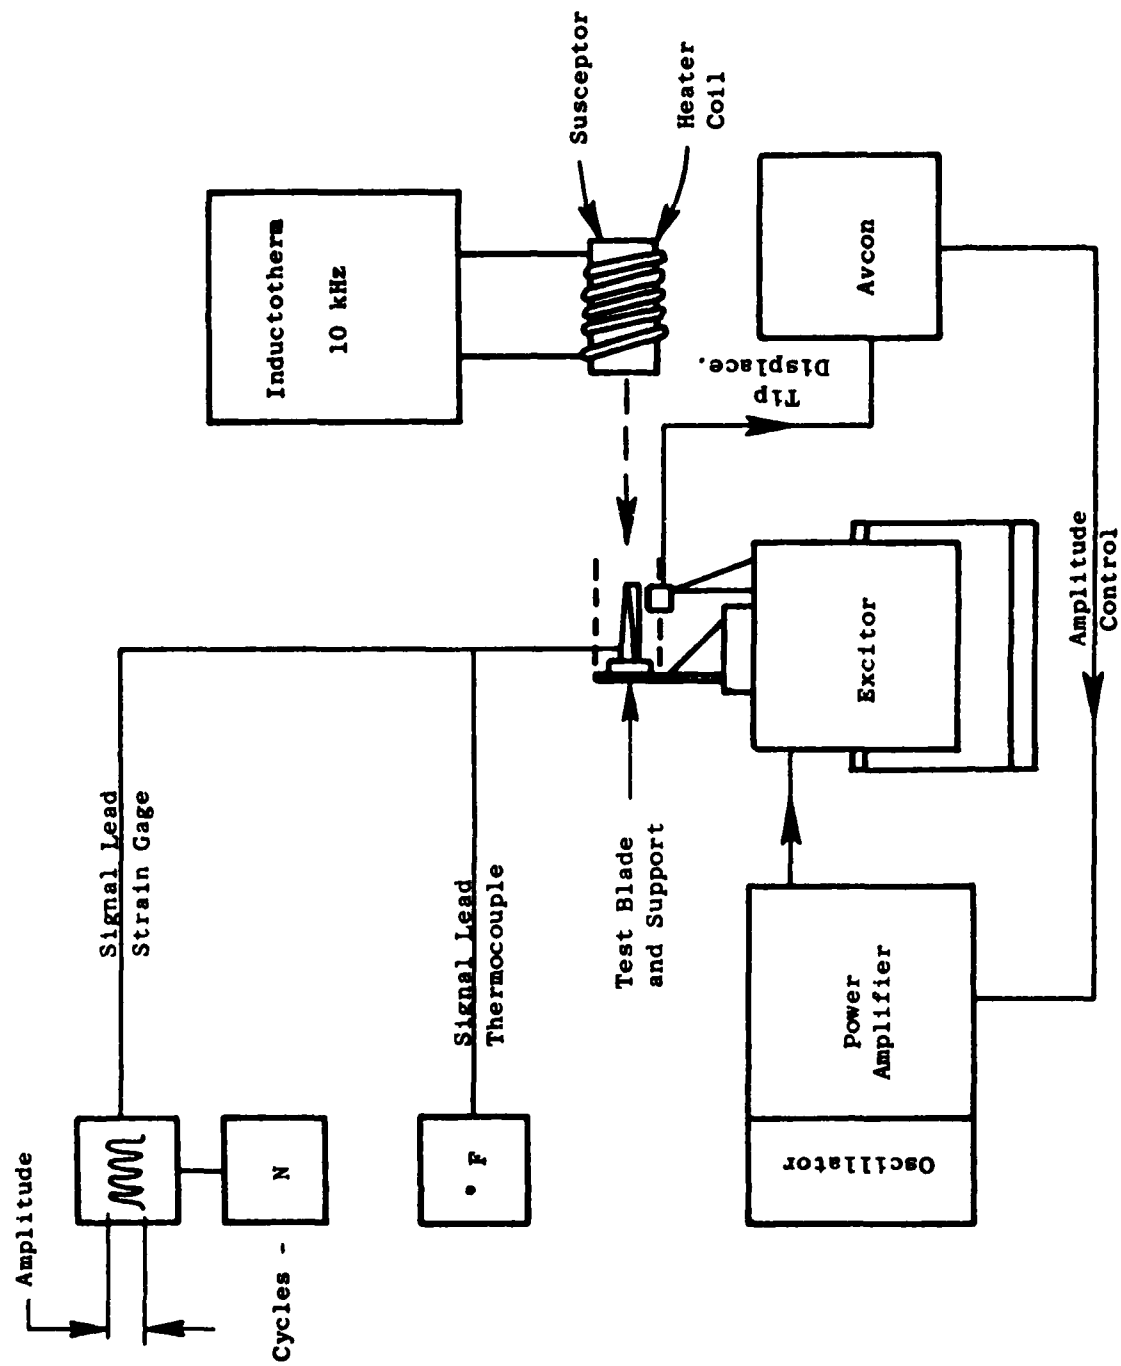 Amplitude
Cycles -
N
° F
Signal Lead
Strain Gage
Signal Lead
Thermocouple
Inductotherm
10 kHz
Susceptor
Heater
Coil
Test Blade
and Support
Tip
Displace.
Avcon
Excitor
Oscillator
Power
Amplifier
Amplitude
Control